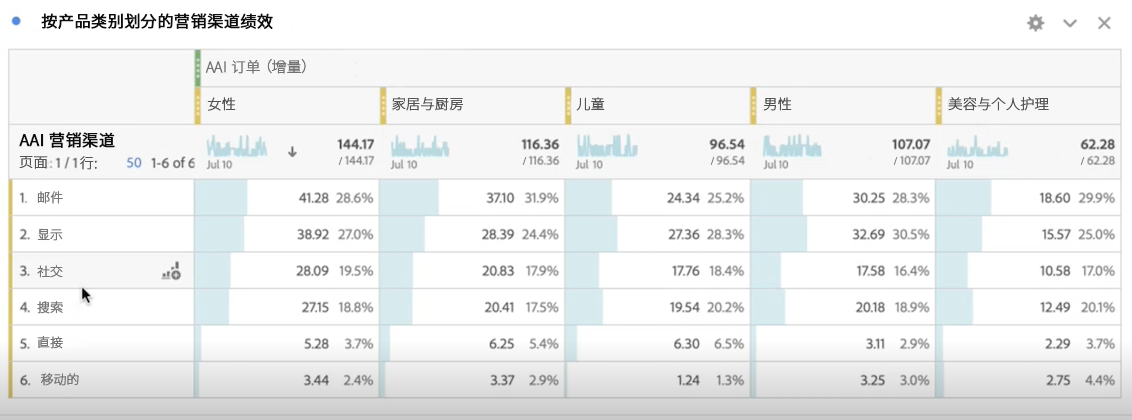 按产品类别划分的营销渠道绩效
AAI 订单 (增量)
女性 家居与厨房 儿童 男性 美容与个人护理
AAI 营销渠道
页面: 1 / 1 行: 50 1-6 of 6
Jul 10 144.17 / 144.17 Jul 10 116.36 / 116.36 Jul 10 96.54 / 96.54 Jul 10 107.07 / 107.07 Jul 10 62.28 / 62.28
1. 邮件 41.28 28.6% 37.10 31.9% 24.34 25.2% 30.25 28.3% 18.60 29.9%
2. 显示 38.92 27.0% 28.39 24.4% 27.36 28.3% 32.69 30.5% 15.57 25.0%
3. 社交 28.09 19.5% 20.83 17.9% 17.76 18.4% 17.58 16.4% 10.58 17.0%
4. 搜索 27.15 18.8% 20.41 17.5% 19.54 20.2% 20.18 18.9% 12.49 20.1%
5. 直接 5.28 3.7% 6.25 5.4% 6.30 6.5% 3.11 2.9% 2.29 3.7%
6. 移动的 3.44 2.4% 3.37 2.9% 1.24 1.3% 3.25 3.0% 2.75 4.4%